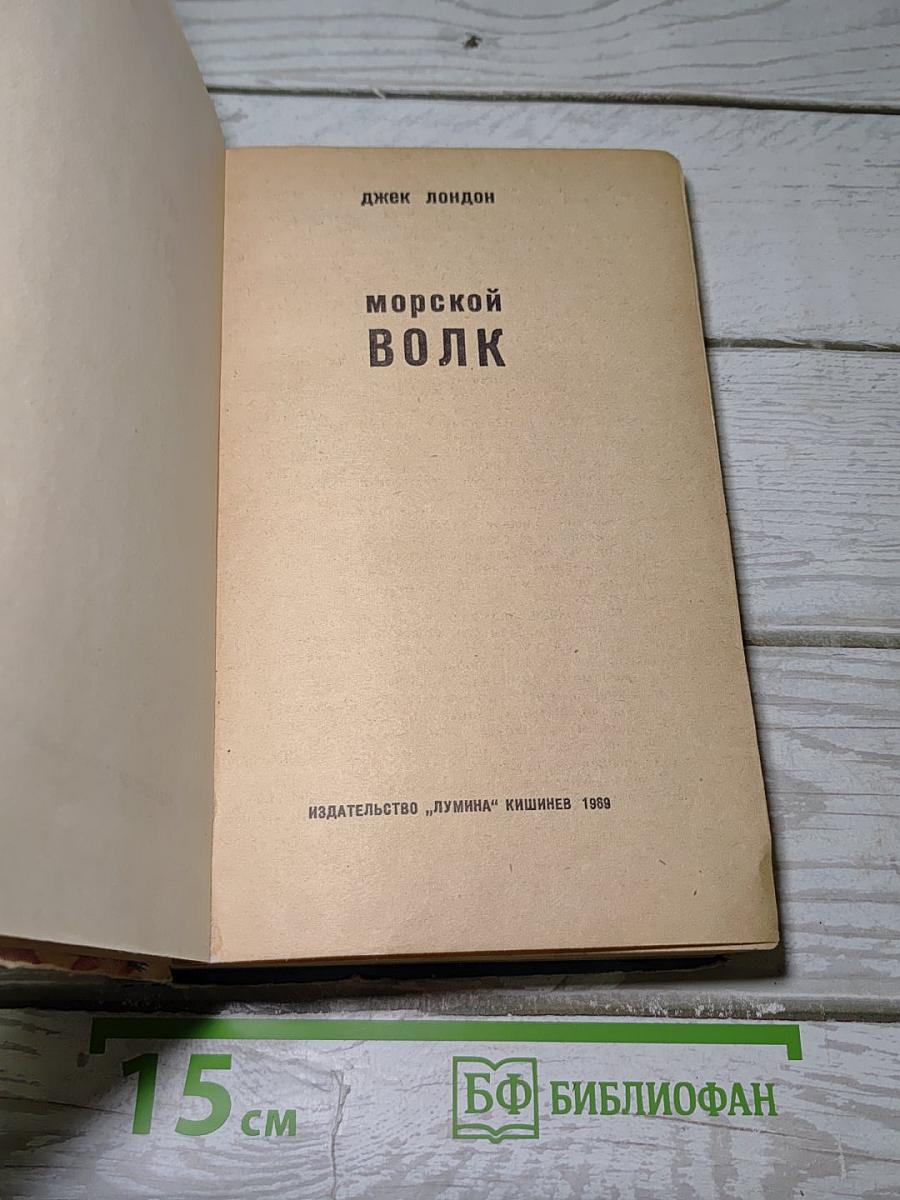 джек лондон
морской
ВОЛК
ИЗДАТЕЛЬСТВО „ЛУМИНА“ КИШИНЕВ 1969
15 см
БФ БИБЛИОФАН